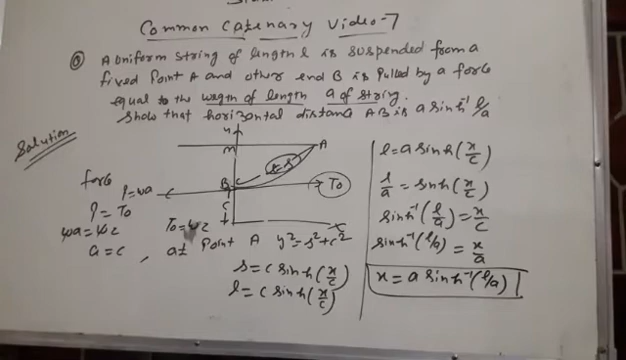 Common Catenary Video-7
Q A Uniform String of length l is suspended from a
fixed Point A and other end B is Pulled by a force
equal to the wegth of length a of string.
Show that horizontal distance AB is a sinh⁻¹ l/a
Solution
M
A
B
C
T₀
x
force
P=wa
P = T₀
wa = wc
a = c ,
T₀=wc
at Point A y²=s²+c²
s = c sinh(x/c)
l = c sinh(x/c)
l = a sinh(x/c)
l/a = sinh(x/c)
sinh⁻¹(l/a) = x/c
sinh⁻¹(l/a) = x/a
x = a sinh⁻¹(l/a)